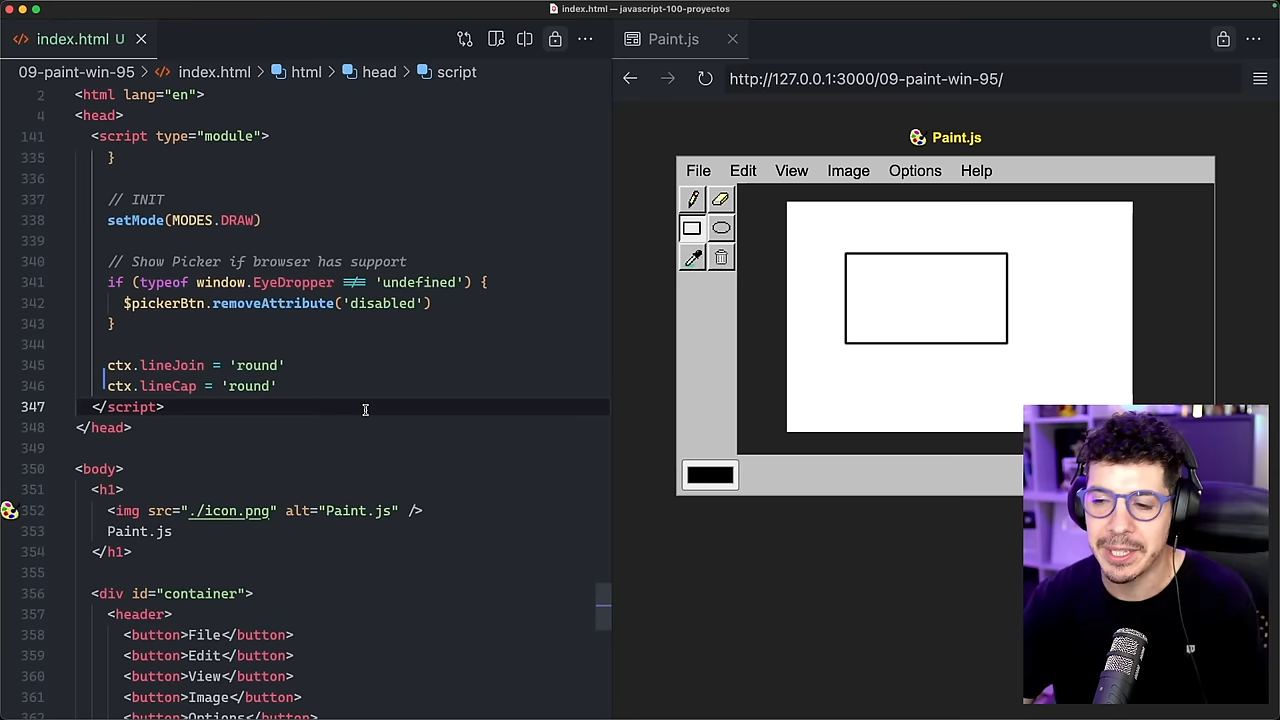 index.html — javascript-100-proyectos
index.html U
Paint.js
09-paint-win-95 > index.html > html > head > script
http://127.0.0.1:3000/09-paint-win-95/
2 <html lang="en">
4 <head>
141 <script type="module">
335 }
336
337 // INIT
338 setMode(MODES.DRAW)
339
340 // Show Picker if browser has support
341 if (typeof window.EyeDropper !== 'undefined') {
342 $pickerBtn.removeAttribute('disabled')
343 }
344
345 ctx.lineJoin = 'round'
346 ctx.lineCap = 'round'
347 </script>
348 </head>
349
350 <body>
351 <h1>
352 <img src="./icon.png" alt="Paint.js" />
353 Paint.js
354 </h1>
355
356 <div id="container">
357 <header>
358 <button>File</button>
359 <button>Edit</button>
360 <button>View</button>
361 <button>Image</button>
362 <button>Options</button>
Paint.js
File Edit View Image Options Help